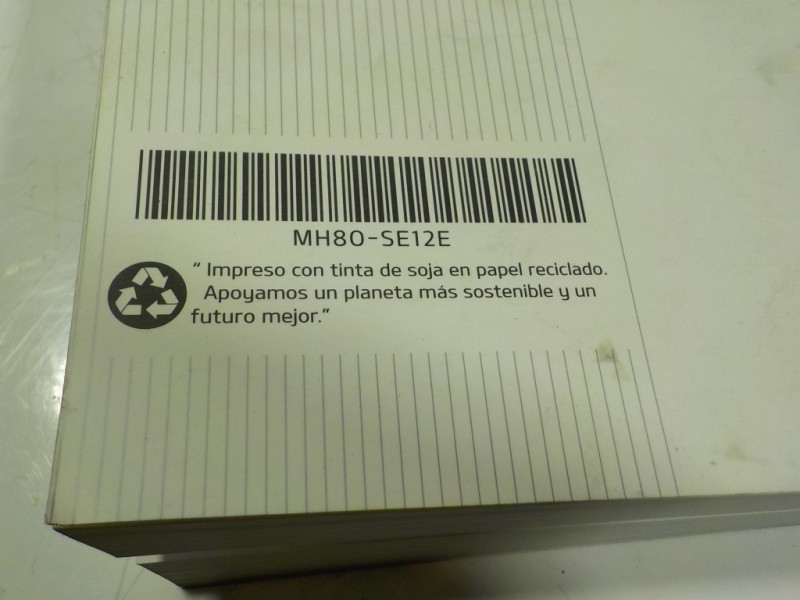 MH80-SE12E
“ Impreso con tinta de soja en papel reciclado.
Apoyamos un planeta más sostenible y un
futuro mejor.”